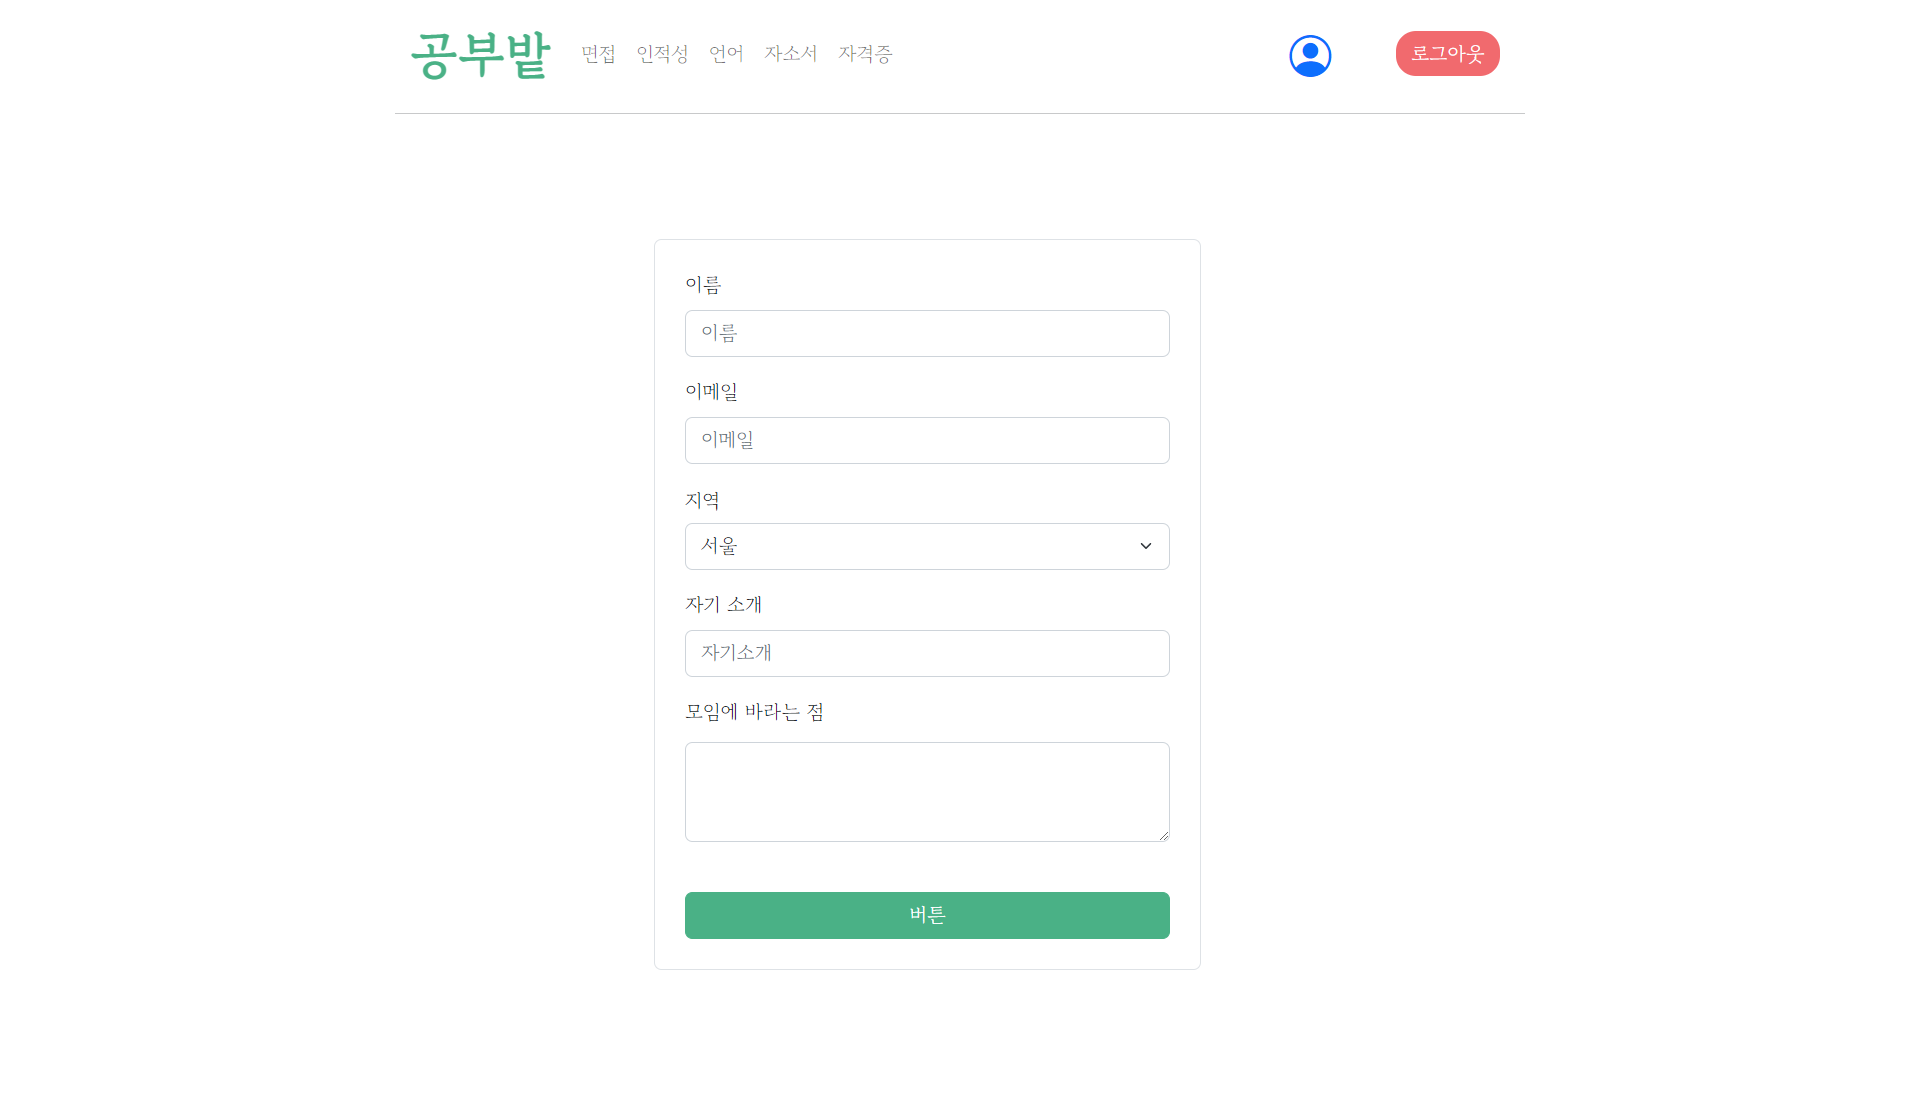 공부밭 면접 인적성 언어 자소서 자격증 로그아웃
이름
이름
이메일
이메일
지역
서울
자기 소개
자기소개
모임에 바라는 점
버튼